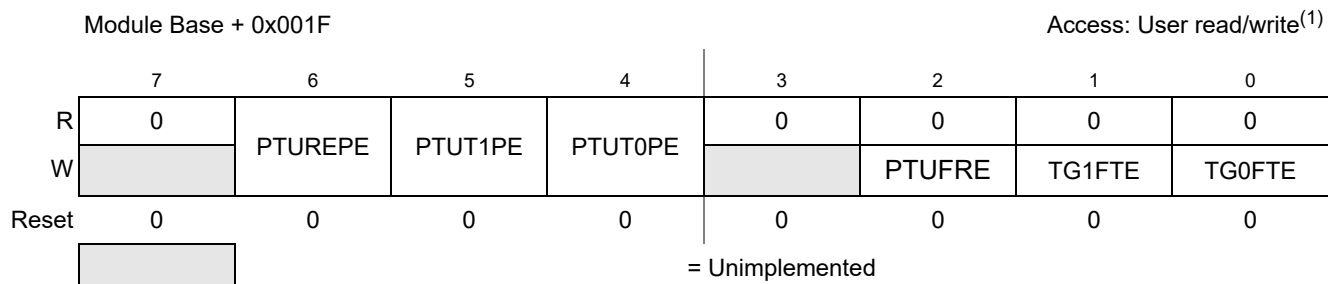 Module Base + 0x001F Access: User read/write(1)
7 6 5 4 3 2 1 0
R 0 PTUREPE PTUT1PE PTUT0PE 0 0 0 0
W PTUFRE TG1FTE TG0FTE
Reset 0 0 0 0 0 0 0 0
= Unimplemented